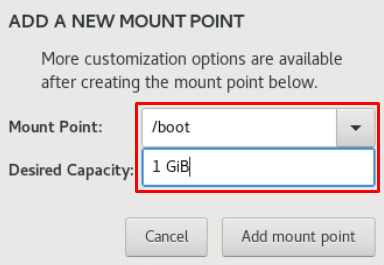 ADD A NEW MOUNT POINT
More customization options are available
after creating the mount point below.
Mount Point: /boot
Desired Capacity: 1 GiB
Cancel Add mount point